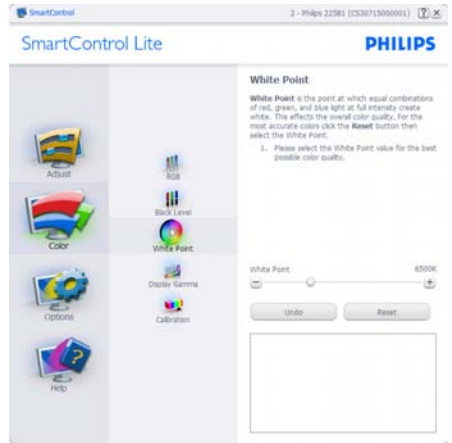 SmartControl
2 - Philips 225B1 (CS30715000001)
SmartControl Lite
PHILIPS
Adjust
Color
Options
Help
RGB
Black Level
White Point
Display Gamma
Calibration
White Point
White Point is the point at which equal combinations
of red, green, and blue light at full intensity create
white. This effects the overall color quality. For the
most accurate colors click the Reset button then
select the White Point.
1. Please select the White Point value for the best
possible color quality.
White Point
6500K
Undo
Reset